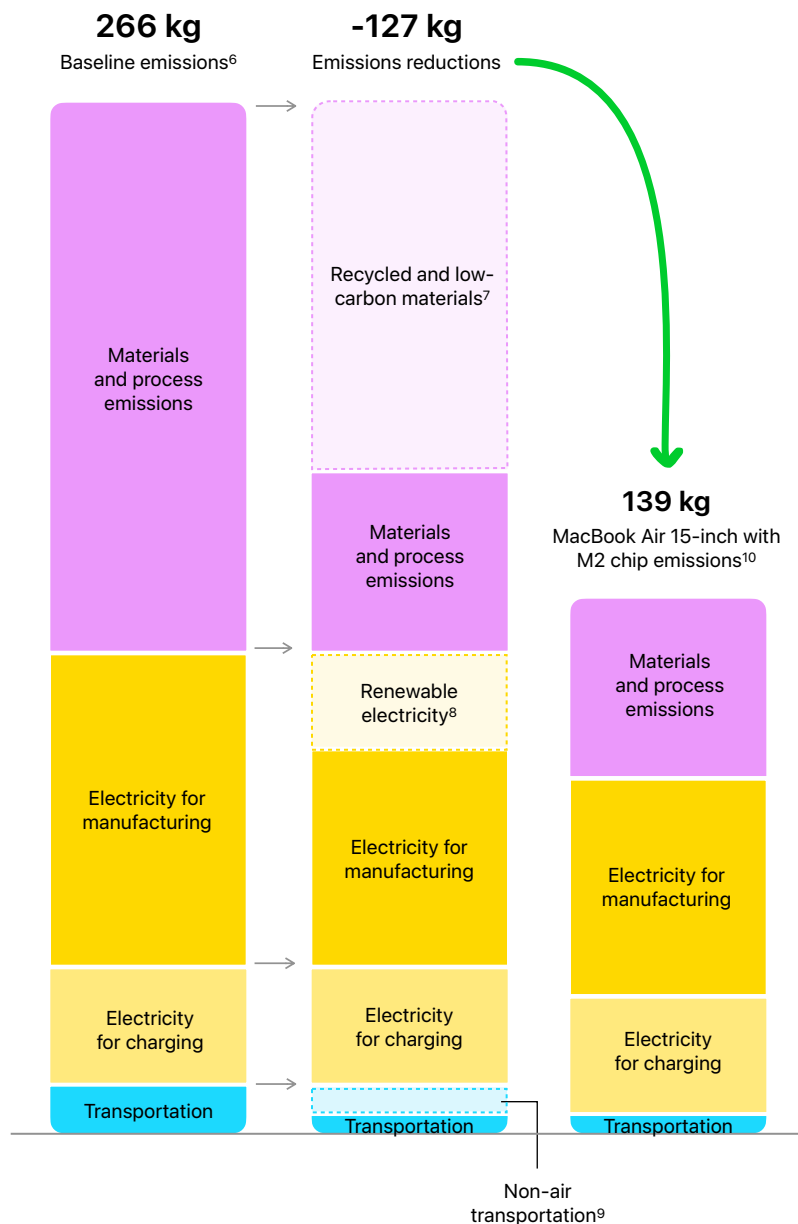 266 kg
Baseline emissions⁶
-127 kg
Emissions reductions
Recycled and low-
carbon materials⁷
Materials
and process
emissions
139 kg
MacBook Air 15-inch with
M2 chip emissions¹⁰
Materials
and process
emissions
Materials
and process
emissions
Renewable
electricity⁸
Electricity for
manufacturing
Electricity for
manufacturing
Electricity for
manufacturing
Electricity
for charging
Electricity
for charging
Electricity
for charging
Transportation
Transportation
Transportation
Non-air
transportation⁹